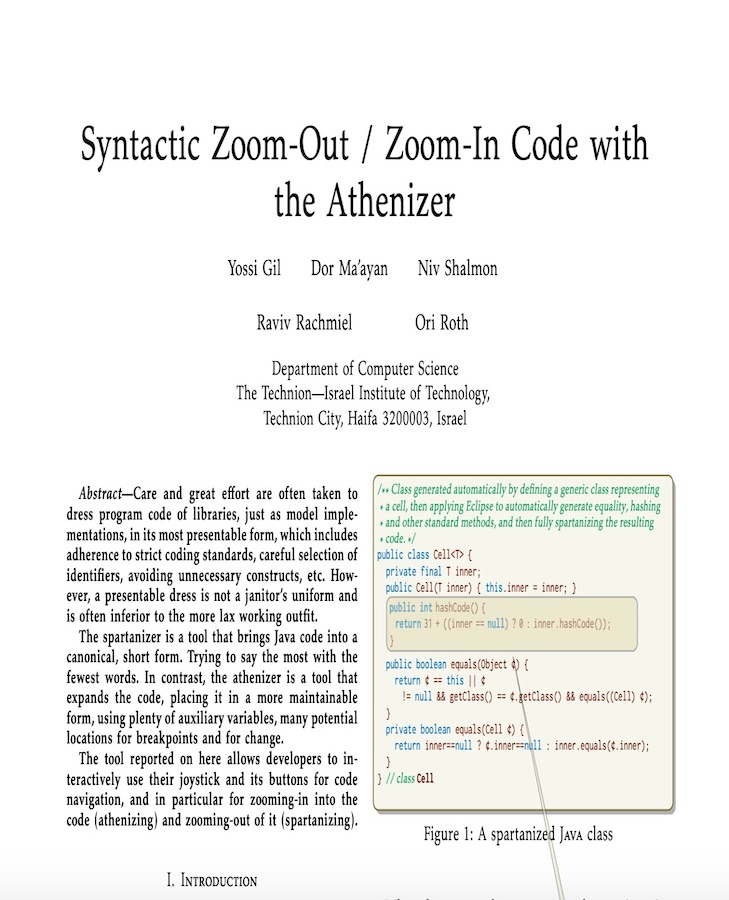 Syntactic Zoom-Out / Zoom-In Code with
the Athenizer
Yossi Gil Dor Ma’ayan Niv Shalmon
Raviv Rachmiel Ori Roth
Department of Computer Science
The Technion—Israel Institute of Technology,
Technion City, Haifa 3200003, Israel
Abstract—Care and great effort are often taken to
dress program code of libraries, just as model imple-
mentations, in its most presentable form, which includes
adherence to strict coding standards, careful selection of
identifiers, avoiding unnecessary constructs, etc. How-
ever, a presentable dress is not a janitor’s uniform and
is often inferior to the more lax working outfit.
The spartanizer is a tool that brings Java code into a
canonical, short form. Trying to say the most with the
fewest words. In contrast, the athenizer is a tool that
expands the code, placing it in a more maintainable
form, using plenty of auxiliary variables, many potential
locations for breakpoints and for change.
The tool reported on here allows developers to in-
teractively use their joystick and its buttons for code
navigation, and in particular for zooming-in into the
code (athenizing) and zooming-out of it (spartanizing).
I. Introduction
/** Class generated automatically by defining a generic class representing
* a cell, then applying Eclipse to automatically generate equality, hashing
* and other standard methods, and then fully spartanizing the resulting
* code. */
public class Cell<T> {
private final T inner;
public Cell(T inner) { this.inner = inner; }
public int hashCode() {
return 31 + ((inner == null) ? 0 : inner.hashCode());
}
public boolean equals(Object ¢) {
return ¢ == this || ¢
!= null && getClass() == ¢.getClass() && equals((Cell) ¢);
}
private boolean equals(Cell ¢) {
return inner==null ? ¢.inner==null : inner.equals(¢.inner);
}
} // class Cell
Figure 1: A spartanized Java class